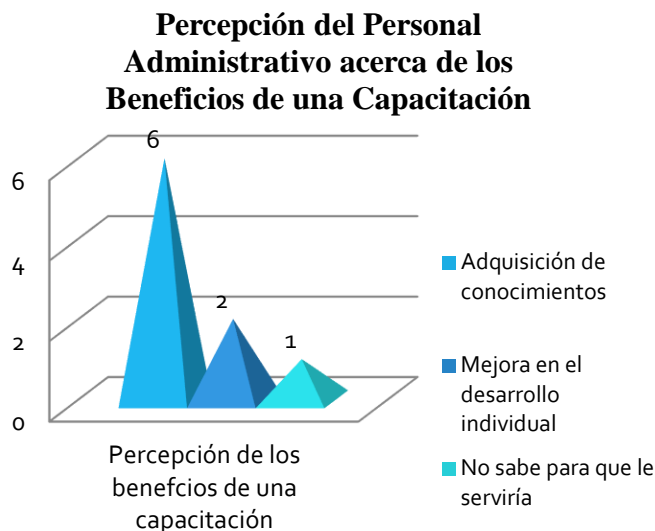 Percepción del Personal
Administrativo acerca de los
Beneficios de una Capacitación
6
6
4
2
0
2
1
Adquisición de
conocimientos
Mejora en el
desarrollo
individual
No sabe para que le
serviría
Percepción de los
benefcios de una
capacitación